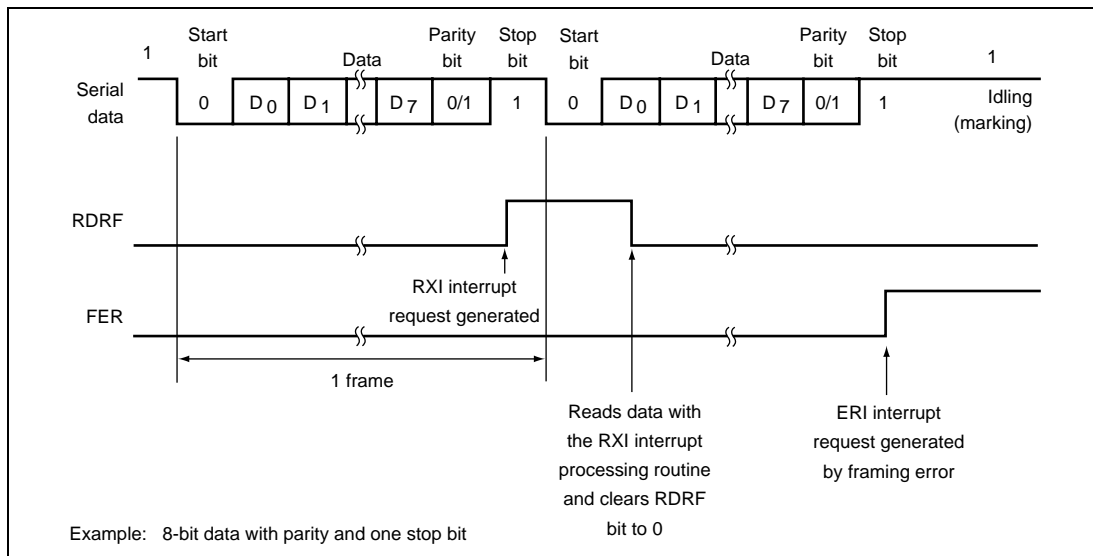 1 Start bit Data Parity bit Stop bit Start bit Data Parity bit Stop bit 1
Serial data 0 D0 D1 D7 0/1 1 0 D0 D1 D7 0/1 1 Idling (marking)
RDRF
RXI interrupt
request generated
FER
1 frame
Reads data with
the RXI interrupt
processing routine
and clears RDRF
bit to 0
ERI interrupt
request generated
by framing error
Example: 8-bit data with parity and one stop bit